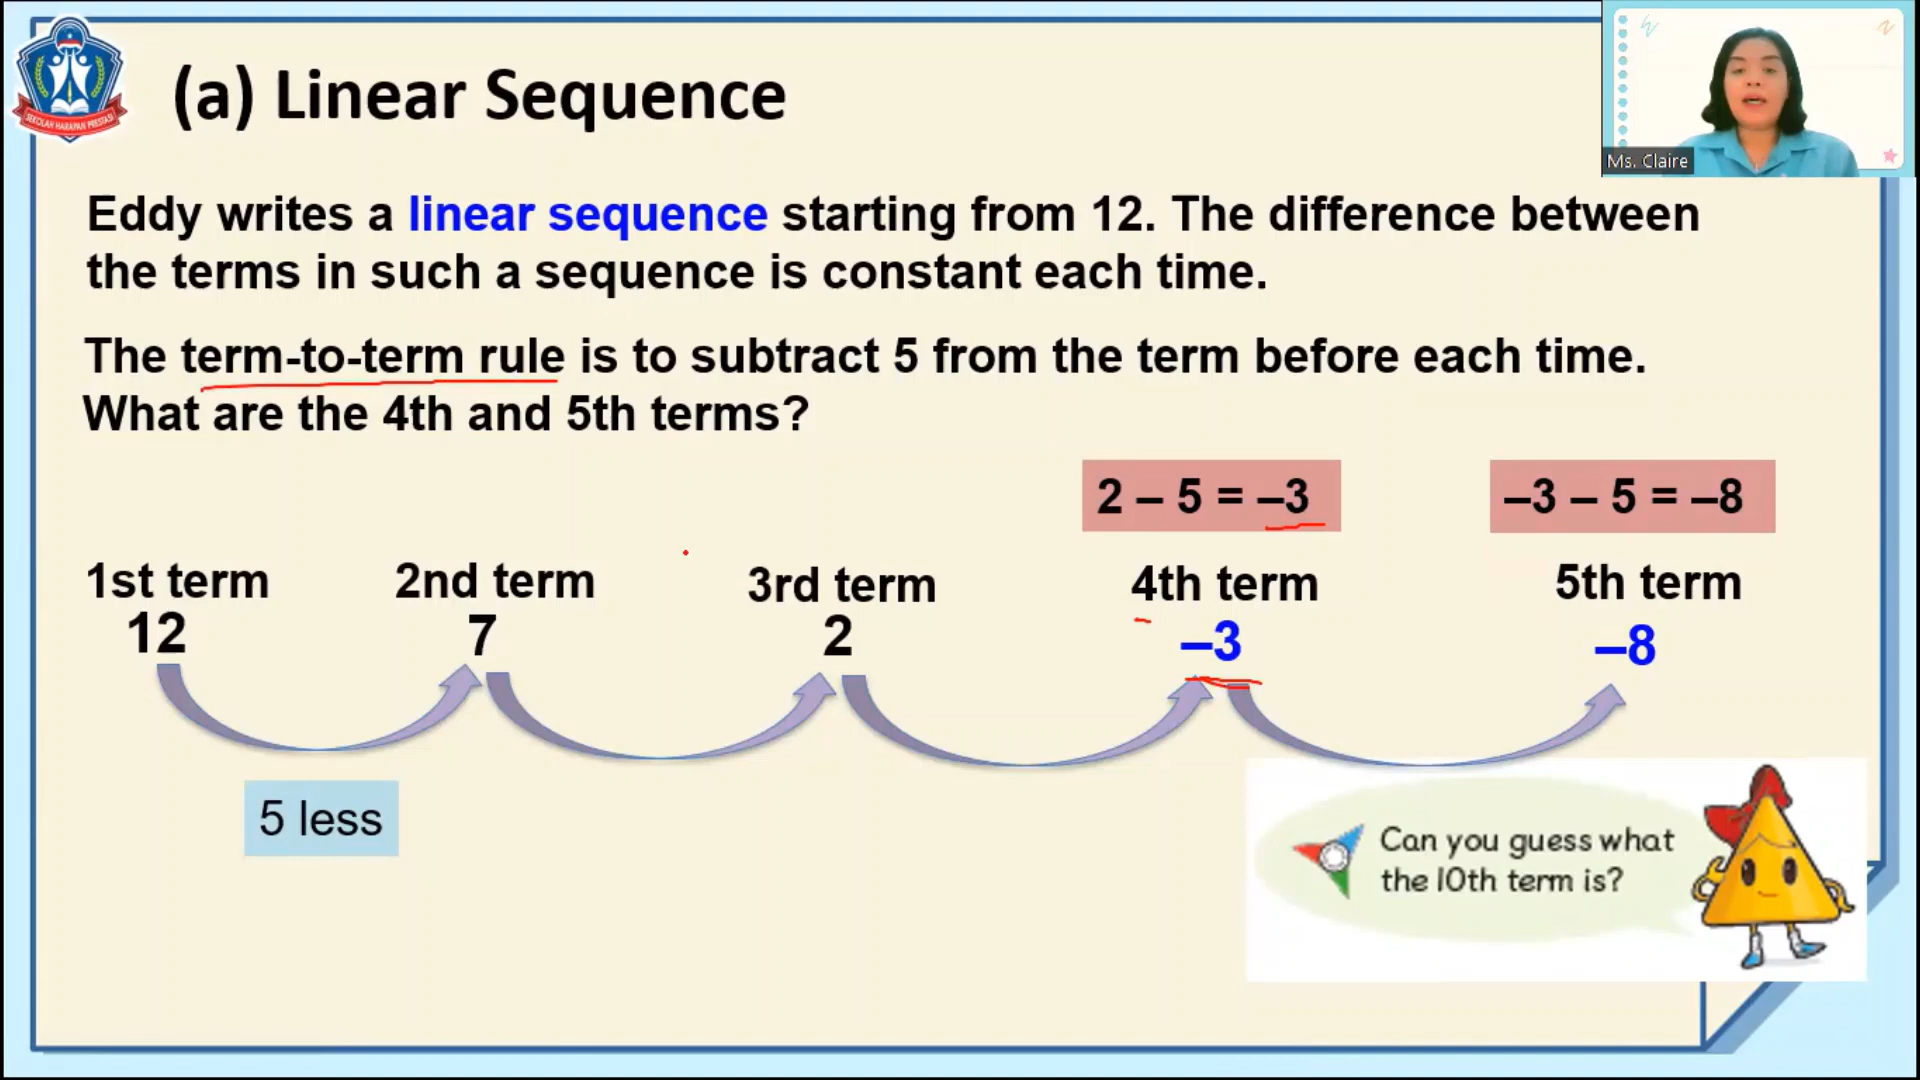 SEKOLAH HARAPAN PRESTASI
(a) Linear Sequence
Ms. Claire
Eddy writes a linear sequence starting from 12. The difference between
the terms in such a sequence is constant each time.
The term-to-term rule is to subtract 5 from the term before each time.
What are the 4th and 5th terms?
2 – 5 = –3
–3 – 5 = –8
1st term
2nd term
3rd term
4th term
5th term
12
7
2
–3
–8
5 less
Can you guess what
the 10th term is?